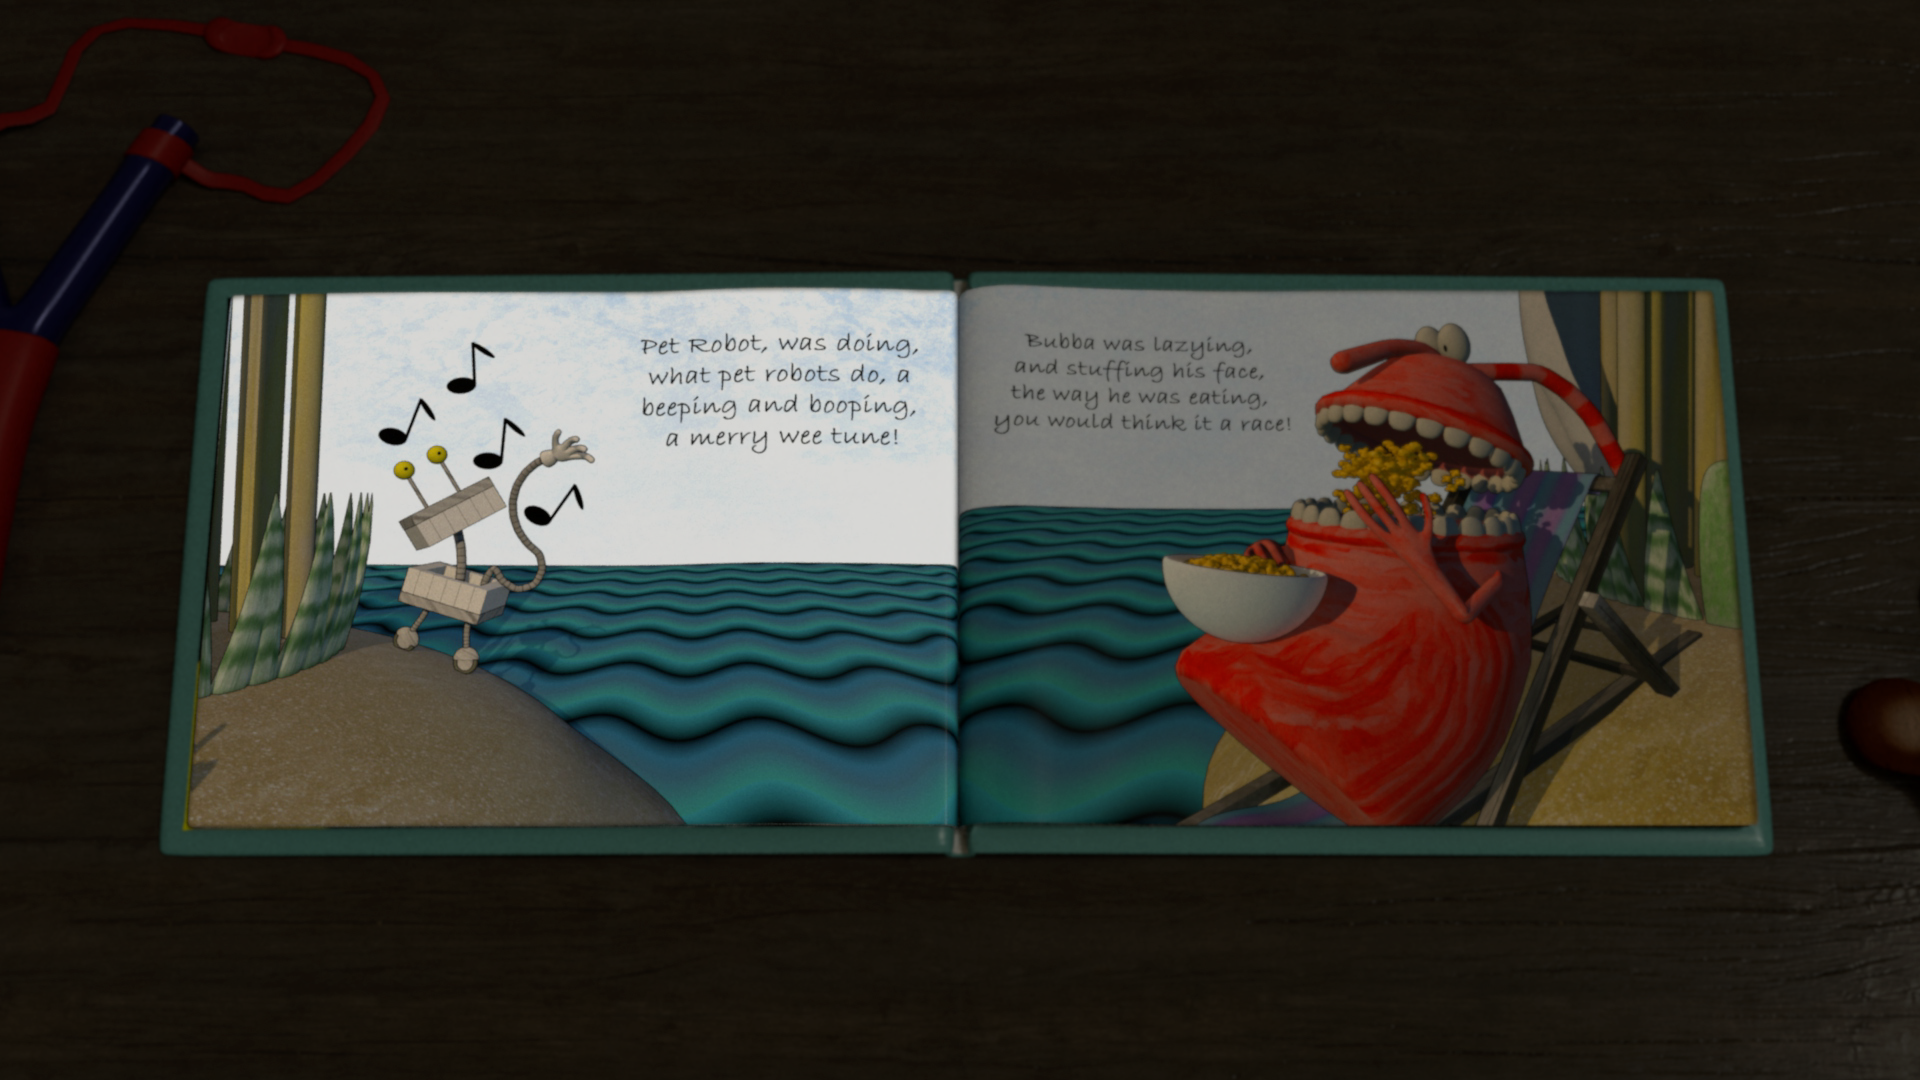 Pet Robot, was doing,
what pet robots do, a
beeping and booping,
a merry wee tune!
Bubba was lazying,
and stuffing his face,
the way he was eating,
you would think it a race!